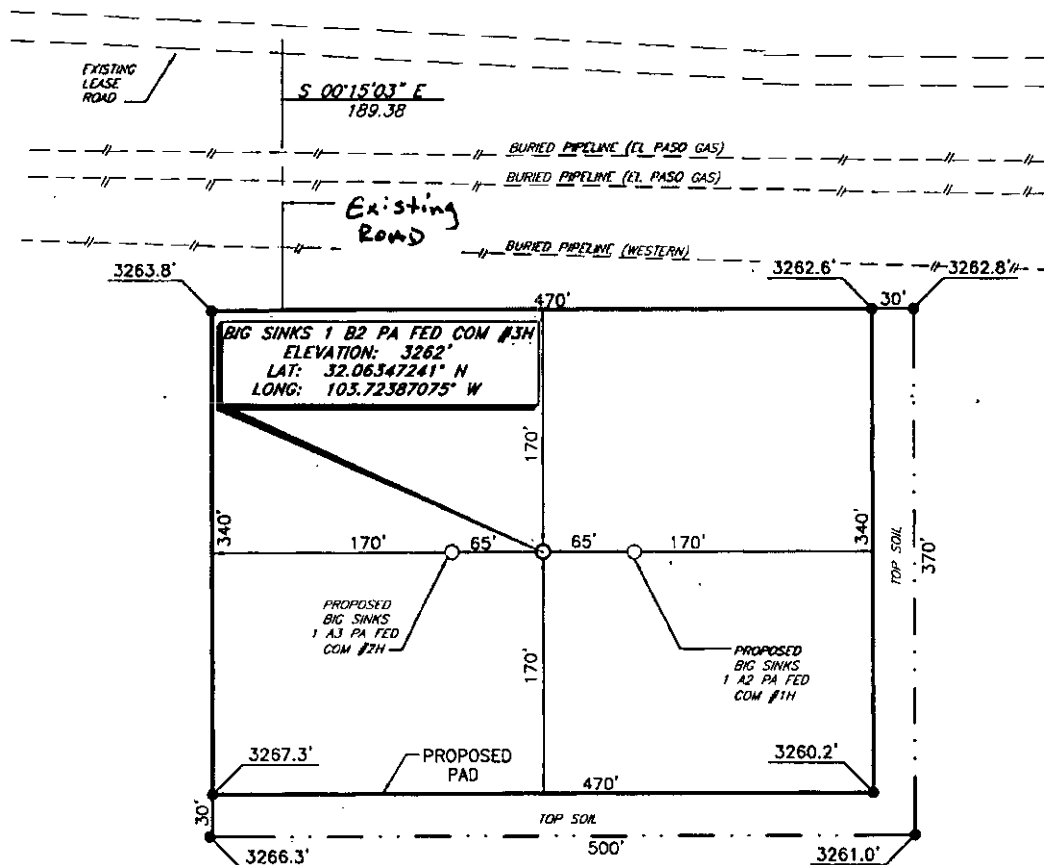 EXISTING
LEASE
ROAD
S 00°15'03" E
189.38
BURIED PIPELINE (EL PASO GAS)
BURIED PIPELINE (EL PASO GAS)
Existing
ROAD
BURIED PIPELINE (WESTERN)
3263.8'
3262.6'
3262.8'
470'
30'
BIG SINKS 1 B2 PA FED COM #3H
ELEVATION: 3262'
LAT: 32.06347241° N
LONG: 103.72387075° W
170'
340'
170'
65'
65'
170'
340'
TOP SOIL
370'
PROPOSED
BIG SINKS
1 A3 PA FED
COM #2H
PROPOSED
BIG SINKS
1 A2 PA FED
COM #1H
170'
3267.3'
PROPOSED
PAD
470'
3260.2'
30'
TOP SOIL
3266.3'
500'
3261.0'